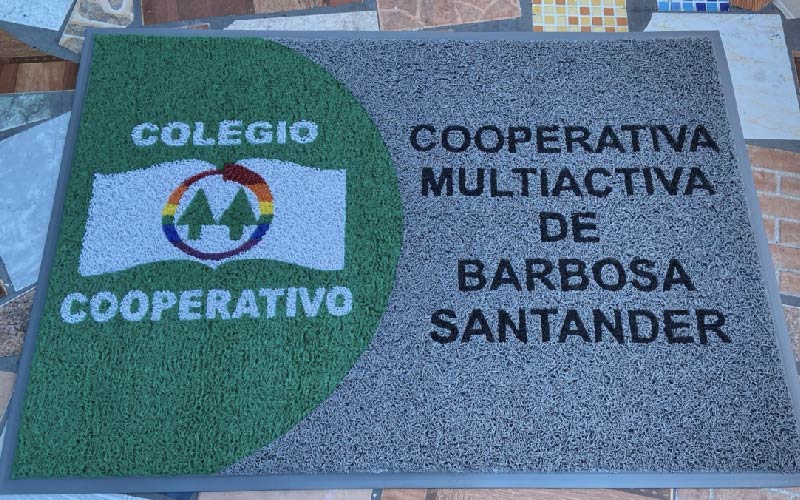 COLEGIO
COOPERATIVO
COOPERATIVA
MULTIACTIVA
DE
BARBOSA
SANTANDER